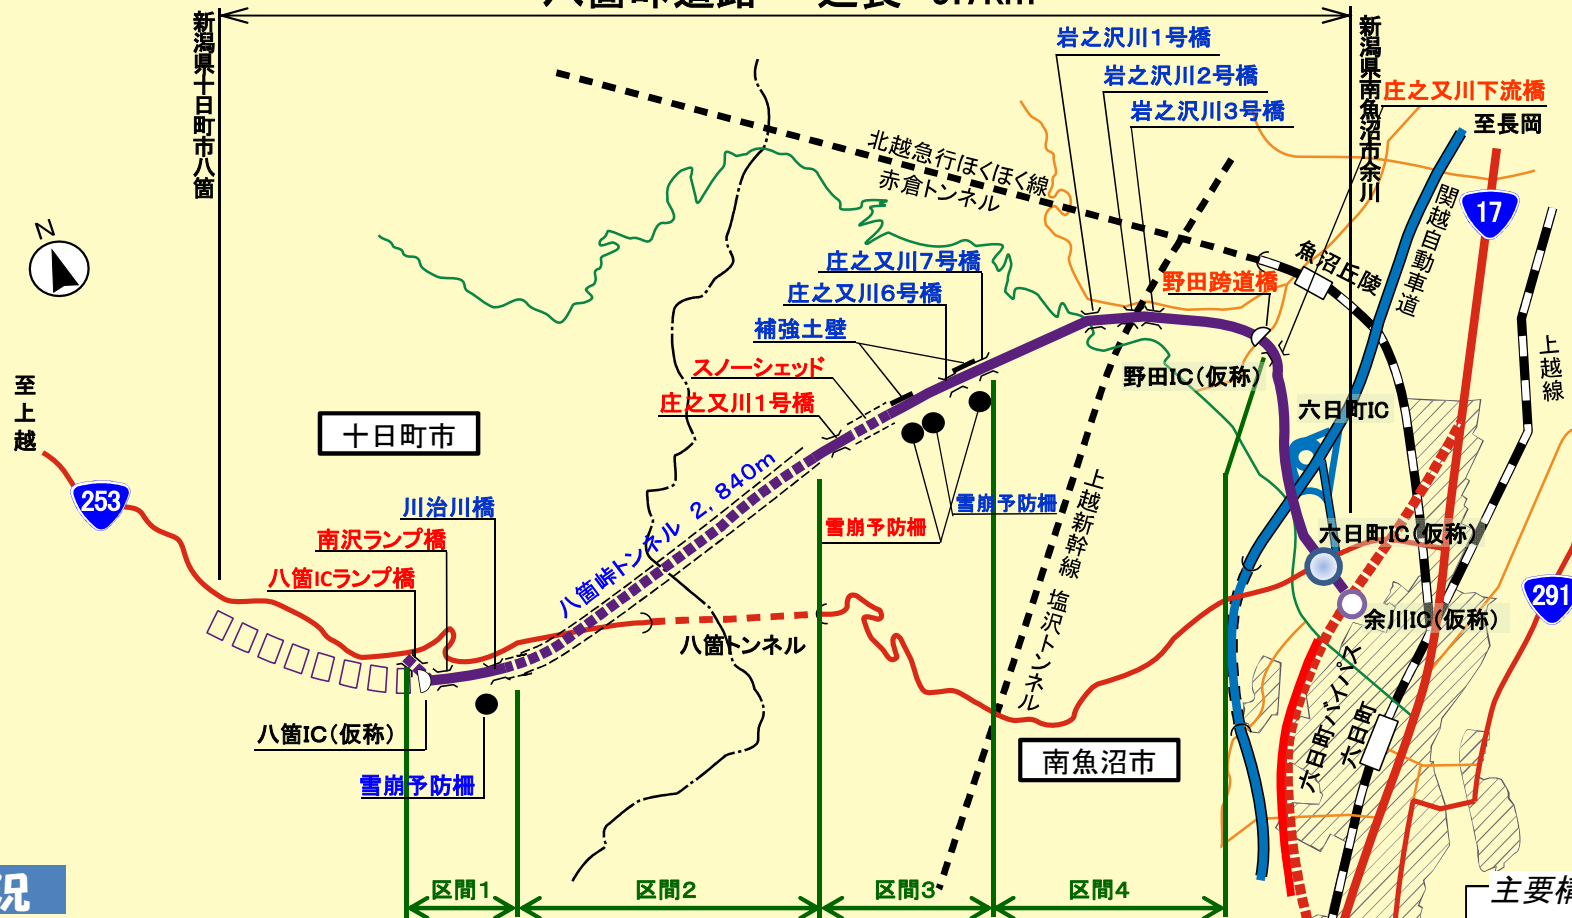 新潟県十日町市八箇
新潟県南魚沼市余川
岩之沢川1号橋
岩之沢川2号橋
岩之沢川3号橋
庄之又川下流橋
至長岡
北越急行ほくほく線
赤倉トンネル
関越自動車道
17
N
魚沼丘陵
野田跨道橋
庄之又川7号橋
庄之又川6号橋
補強土壁
スノーシェッド
庄之又川1号橋
野田IC(仮称)
上越線
至上越
十日町市
六日町IC
253
川治川橋
南沢ランプ橋
八箇ICランプ橋
八箇峠トンネル 2,840m
雪崩予防柵
雪崩予防柵
上越新幹線 塩沢トンネル
六日町IC(仮称)
余川IC(仮称)
291
八箇トンネル
八箇IC(仮称)
雪崩予防柵
南魚沼市
六日町バイパス
六日町
区間1
区間2
区間3
区間4
況
主要構